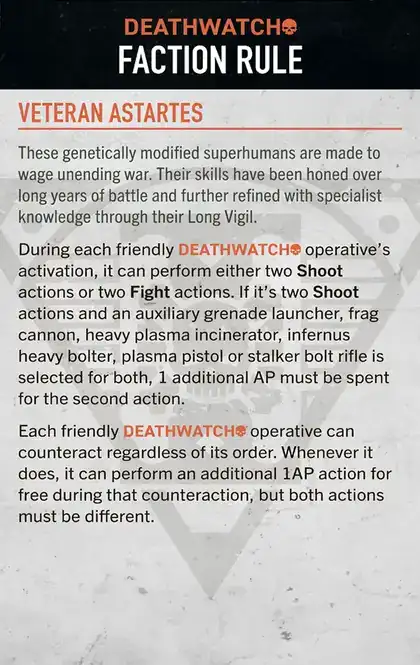 DEATHWATCH
FACTION RULE
VETERAN ASTARTES
These genetically modified superhumans are made to
wage unending war. Their skills have been honed over
long years of battle and further refined with specialist
knowledge through their Long Vigil.
During each friendly DEATHWATCH operative’s
activation, it can perform either two Shoot
actions or two Fight actions. If it’s two Shoot
actions and an auxiliary grenade launcher, frag
cannon, heavy plasma incinerator, infernus
heavy bolter, plasma pistol or stalker bolt rifle is
selected for both, 1 additional AP must be spent
for the second action.
Each friendly DEATHWATCH operative can
counteract regardless of its order. Whenever it
does, it can perform an additional 1AP action for
free during that counteraction, but both actions
must be different.